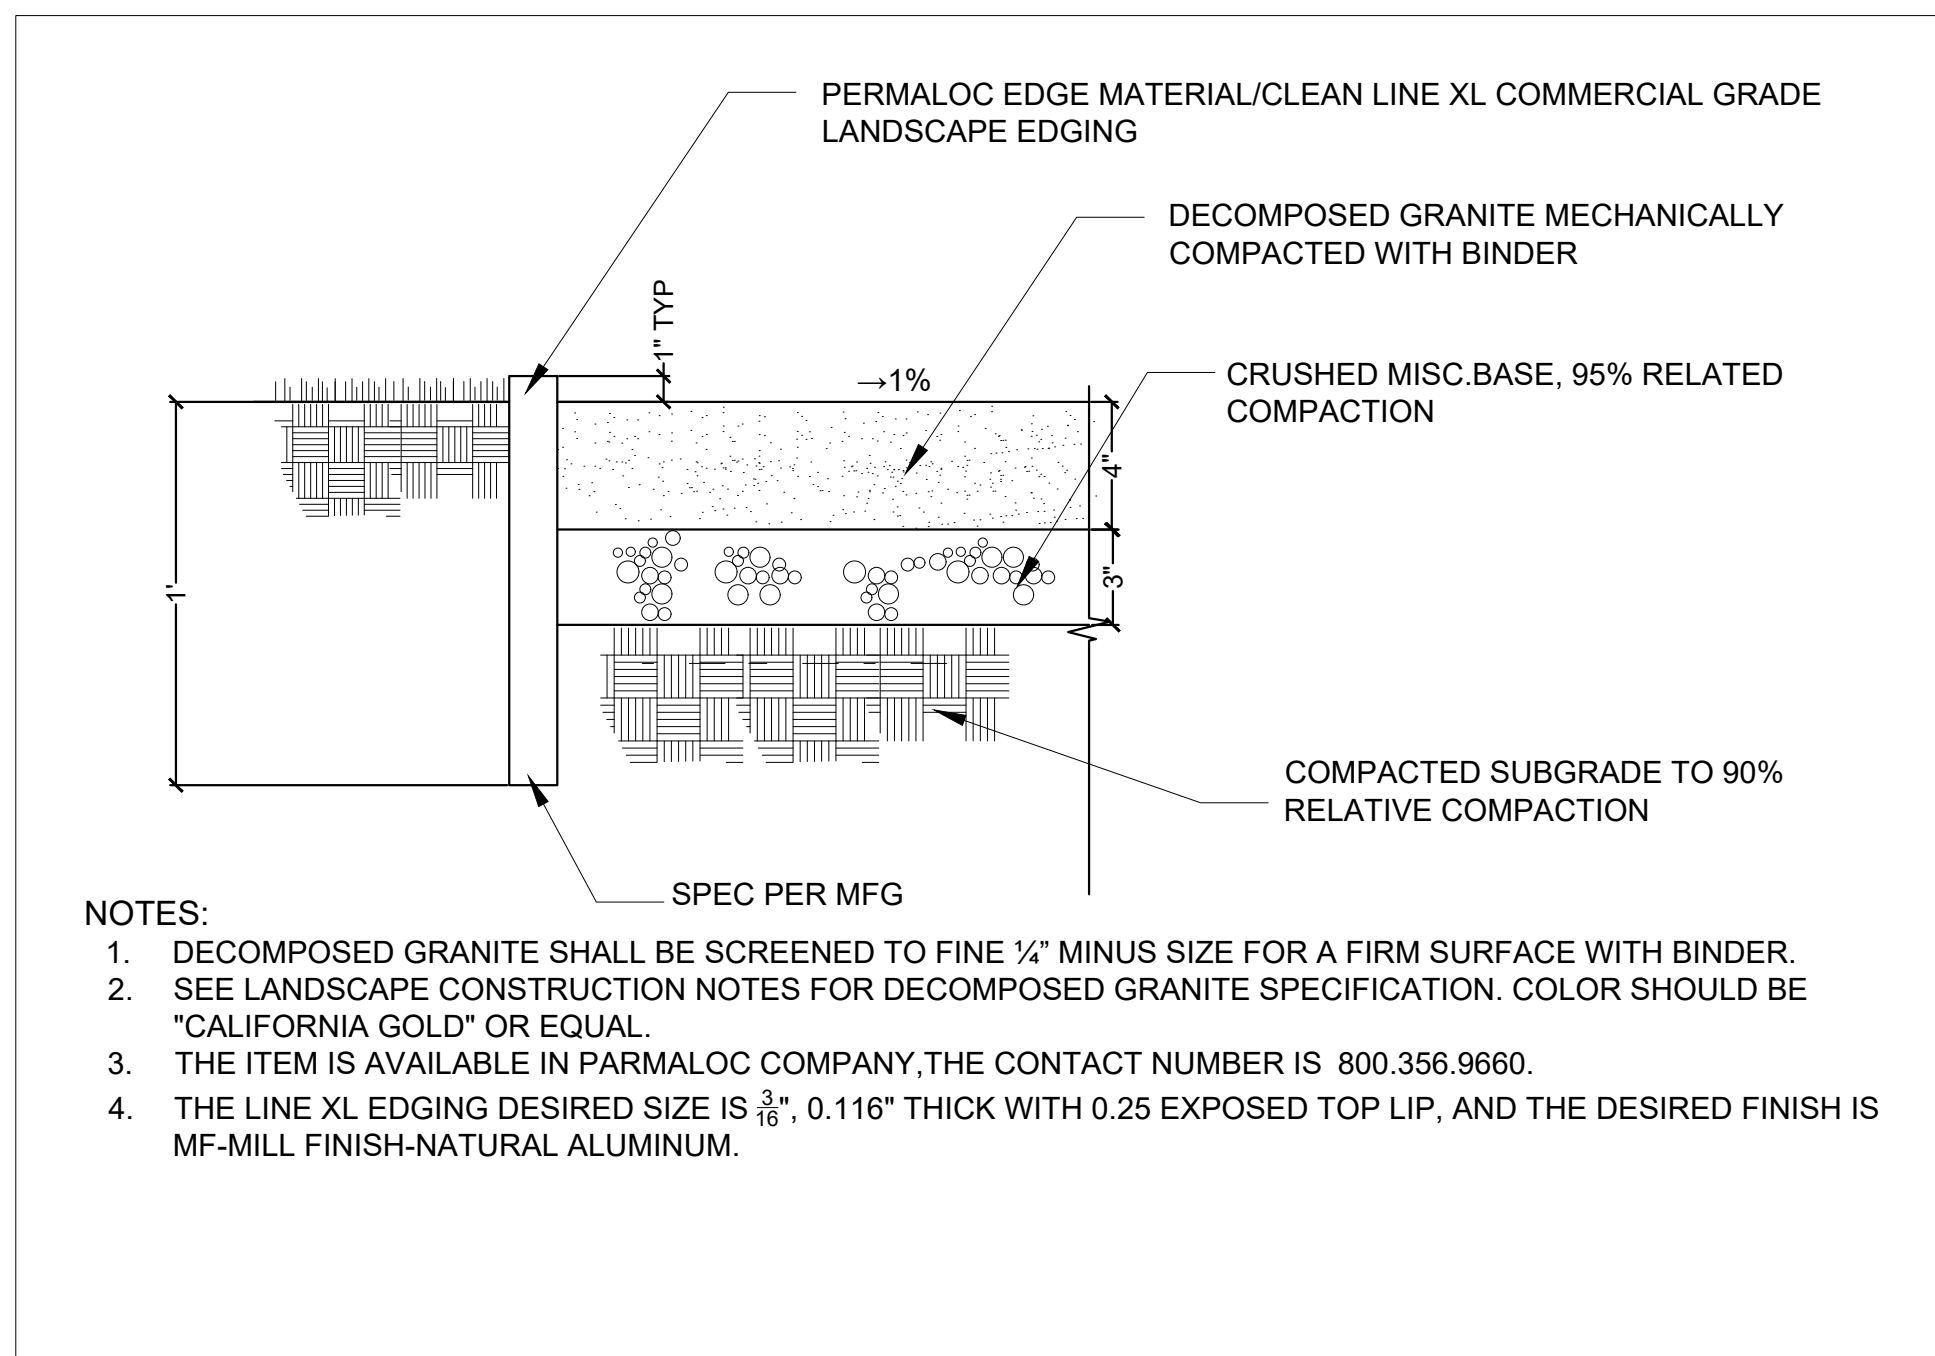 PERMALOC EDGE MATERIAL/CLEAN LINE XL COMMERCIAL GRADE
LANDSCAPE EDGING
DECOMPOSED GRANITE MECHANICALLY
COMPACTED WITH BINDER
1" TYP
→1%
CRUSHED MISC.BASE, 95% RELATED
COMPACTION
4"
3"
1'
COMPACTED SUBGRADE TO 90%
RELATIVE COMPACTION
SPEC PER MFG
NOTES:
1. DECOMPOSED GRANITE SHALL BE SCREENED TO FINE ¼” MINUS SIZE FOR A FIRM SURFACE WITH BINDER.
2. SEE LANDSCAPE CONSTRUCTION NOTES FOR DECOMPOSED GRANITE SPECIFICATION. COLOR SHOULD BE
"CALIFORNIA GOLD" OR EQUAL.
3. THE ITEM IS AVAILABLE IN PARMALOC COMPANY,THE CONTACT NUMBER IS 800.356.9660.
4. THE LINE XL EDGING DESIRED SIZE IS 3/16", 0.116" THICK WITH 0.25 EXPOSED TOP LIP, AND THE DESIRED FINISH IS
MF-MILL FINISH-NATURAL ALUMINUM.